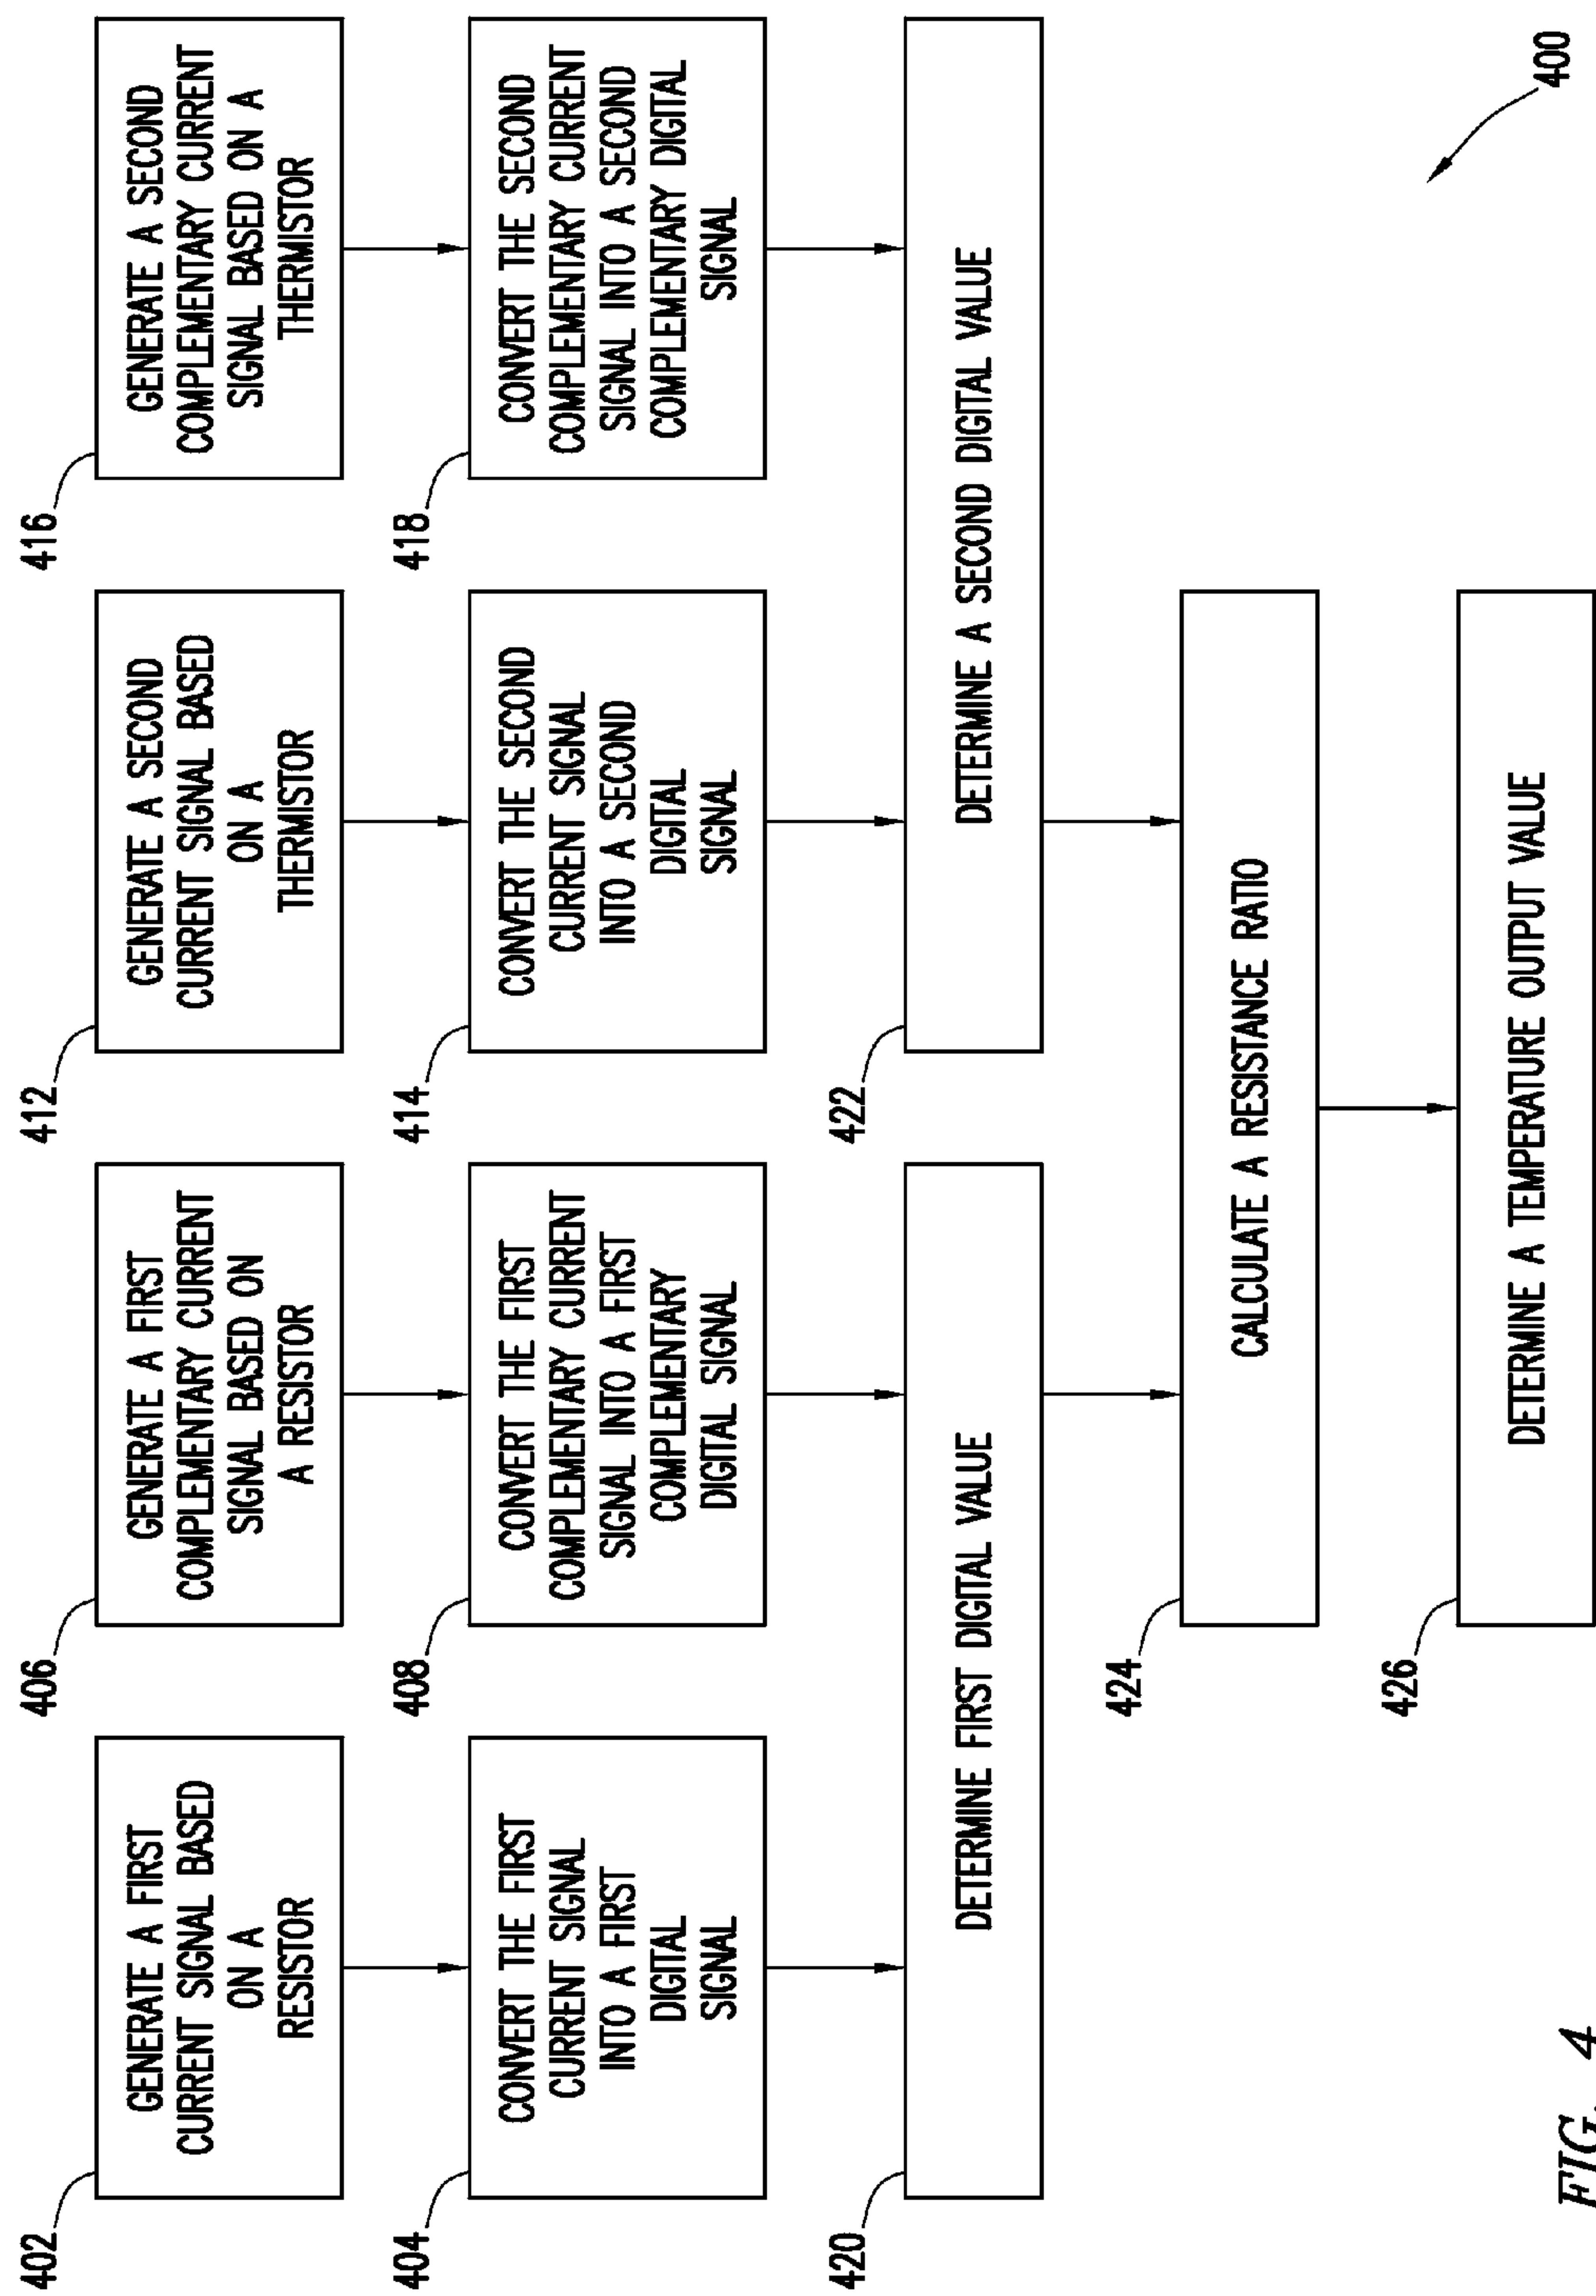 402
GENERATE A FIRST
CURRENT SIGNAL BASED
ON A
RESISTOR
406
GENERATE A FIRST
COMPLEMENTARY CURRENT
SIGNAL BASED ON
A RESISTOR
412
GENERATE A SECOND
CURRENT SIGNAL BASED
ON A
THERMISTOR
416
GENERATE A SECOND
COMPLEMENTARY CURRENT
SIGNAL BASED ON A
THERMISTOR
404
CONVERT THE FIRST
CURRENT SIGNAL
INTO A FIRST
DIGITAL
SIGNAL
408
CONVERT THE FIRST
COMPLEMENTARY CURRENT
SIGNAL INTO A FIRST
COMPLEMENTARY
DIGITAL SIGNAL
414
CONVERT THE SECOND
CURRENT SIGNAL
INTO A SECOND
DIGITAL
SIGNAL
418
CONVERT THE SECOND
COMPLEMENTARY CURRENT
SIGNAL INTO A SECOND
COMPLEMENTARY DIGITAL
SIGNAL
420
DETERMINE FIRST DIGITAL VALUE
422
DETERMINE A SECOND DIGITAL VALUE
424
CALCULATE A RESISTANCE RATIO
426
DETERMINE A TEMPERATURE OUTPUT VALUE
400
FIG. 4